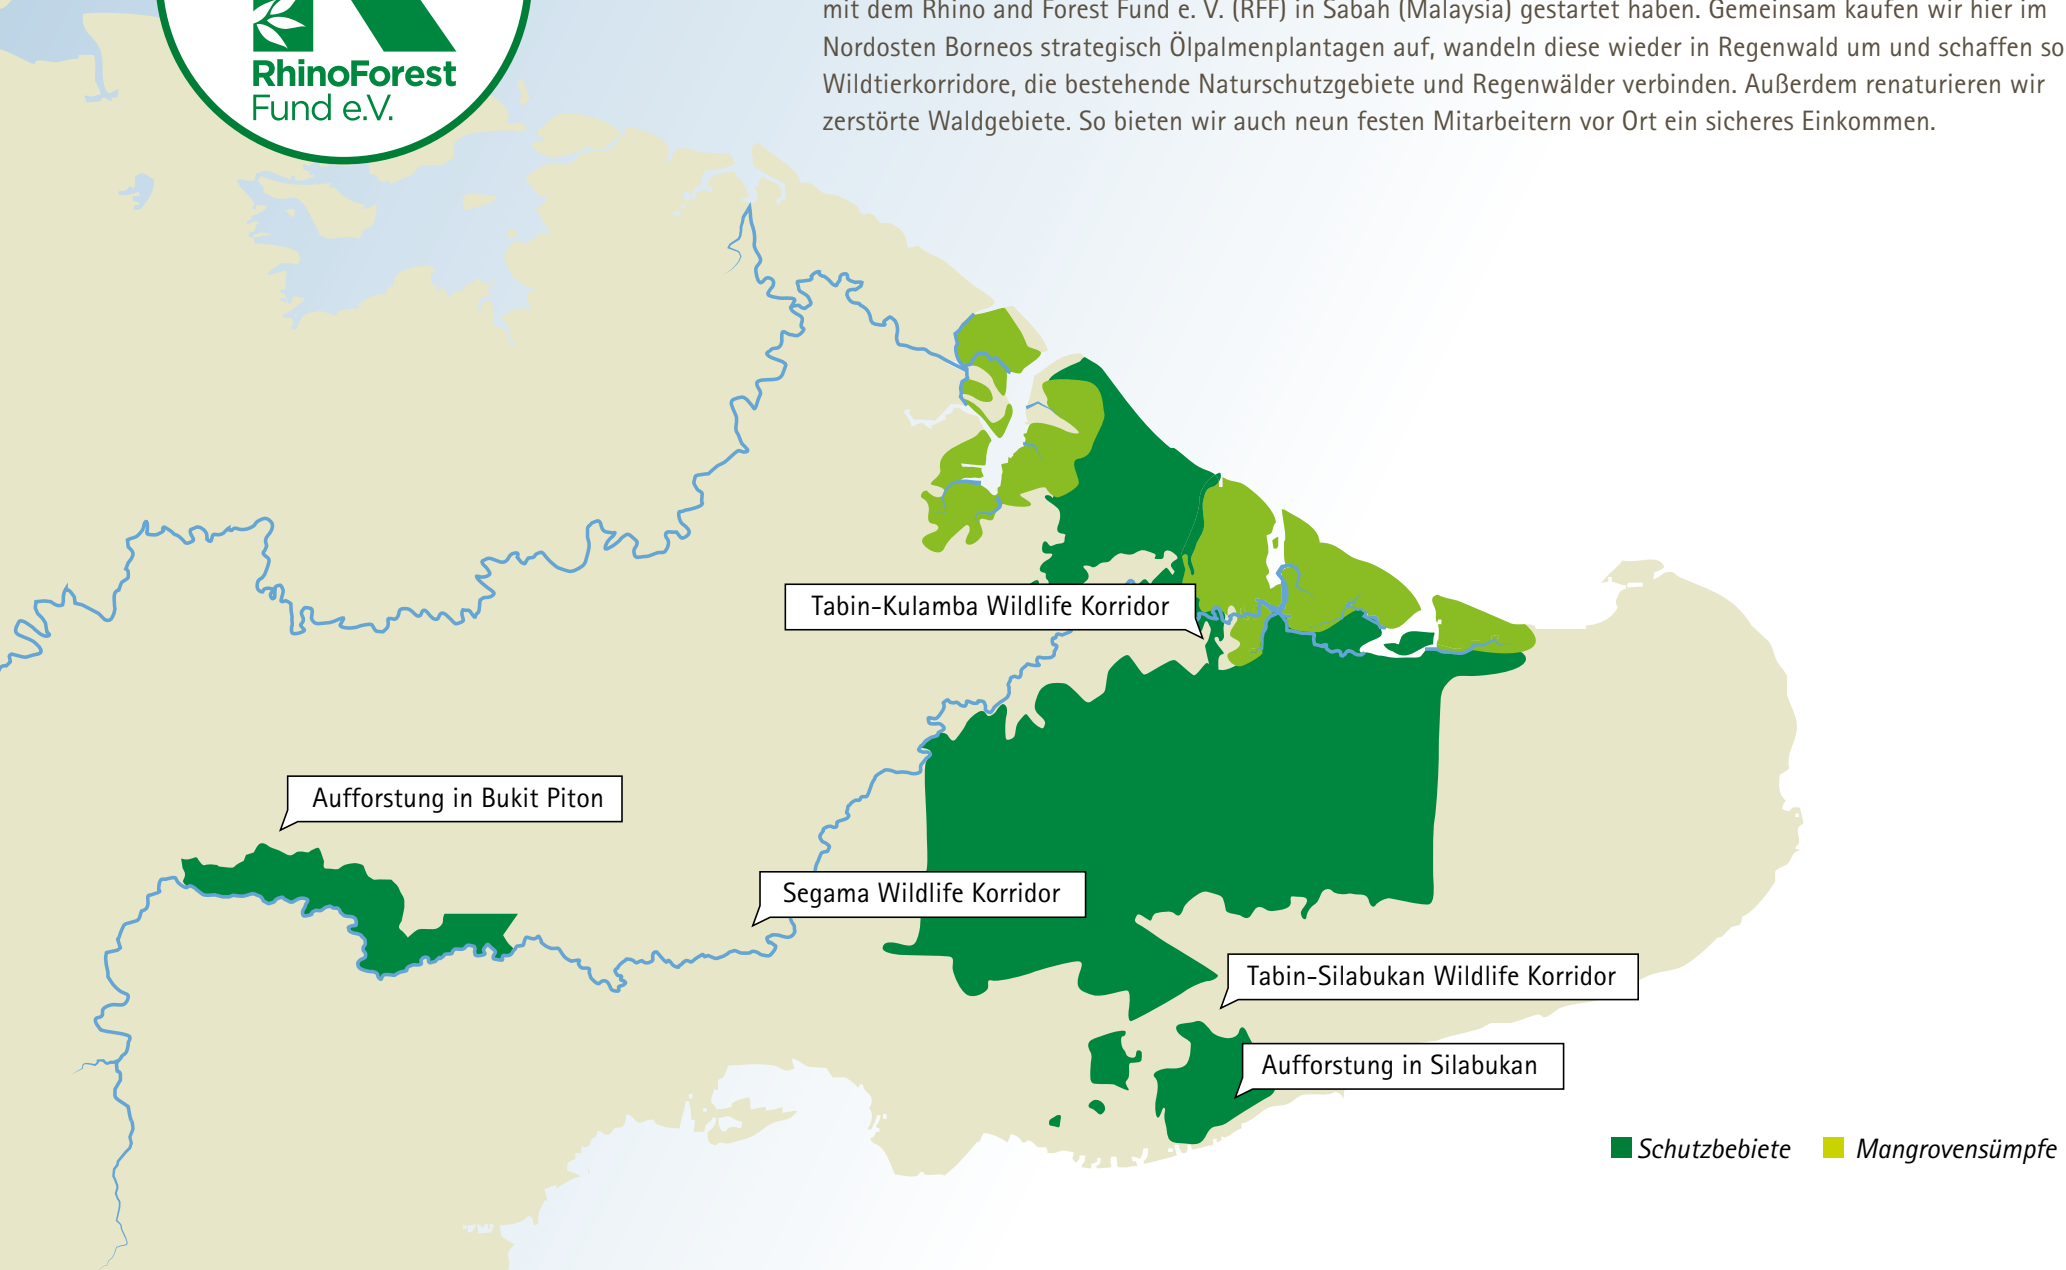 RhinoForest
Fund e.V.
mit dem Rhino and Forest Fund e. V. (RFF) in Sabah (Malaysia) gestartet haben. Gemeinsam kaufen wir hier im
Nordosten Borneos strategisch Ölpalmenplantagen auf, wandeln diese wieder in Regenwald um und schaffen so
Wildtierkorridore, die bestehende Naturschutzgebiete und Regenwälder verbinden. Außerdem renaturieren wir
zerstörte Waldgebiete. So bieten wir auch neun festen Mitarbeitern vor Ort ein sicheres Einkommen.
Tabin-Kulamba Wildlife Korridor
Aufforstung in Bukit Piton
Segama Wildlife Korridor
Tabin-Silabukan Wildlife Korridor
Aufforstung in Silabukan
Schutzbebiete
Mangrovensümpfe